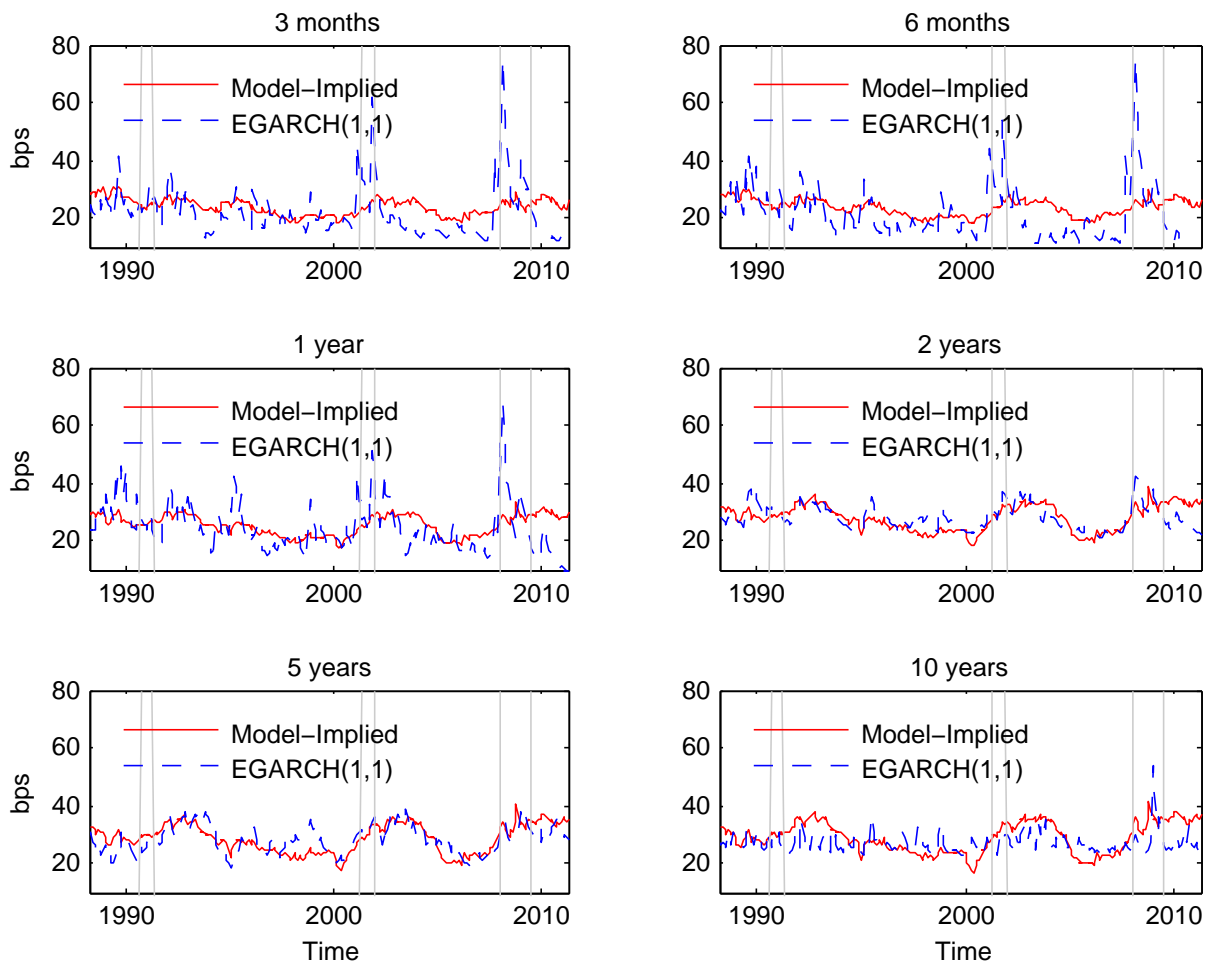 3 months
80
60
40
20
bps
Model−Implied
EGARCH(1,1)
1990 2000 2010
6 months
80
60
40
20
Model−Implied
EGARCH(1,1)
1990 2000 2010
1 year
80
60
40
20
bps
Model−Implied
EGARCH(1,1)
1990 2000 2010
2 years
80
60
40
20
Model−Implied
EGARCH(1,1)
1990 2000 2010
5 years
80
60
40
20
bps
Model−Implied
EGARCH(1,1)
1990 2000 2010
Time
10 years
80
60
40
20
Model−Implied
EGARCH(1,1)
1990 2000 2010
Time